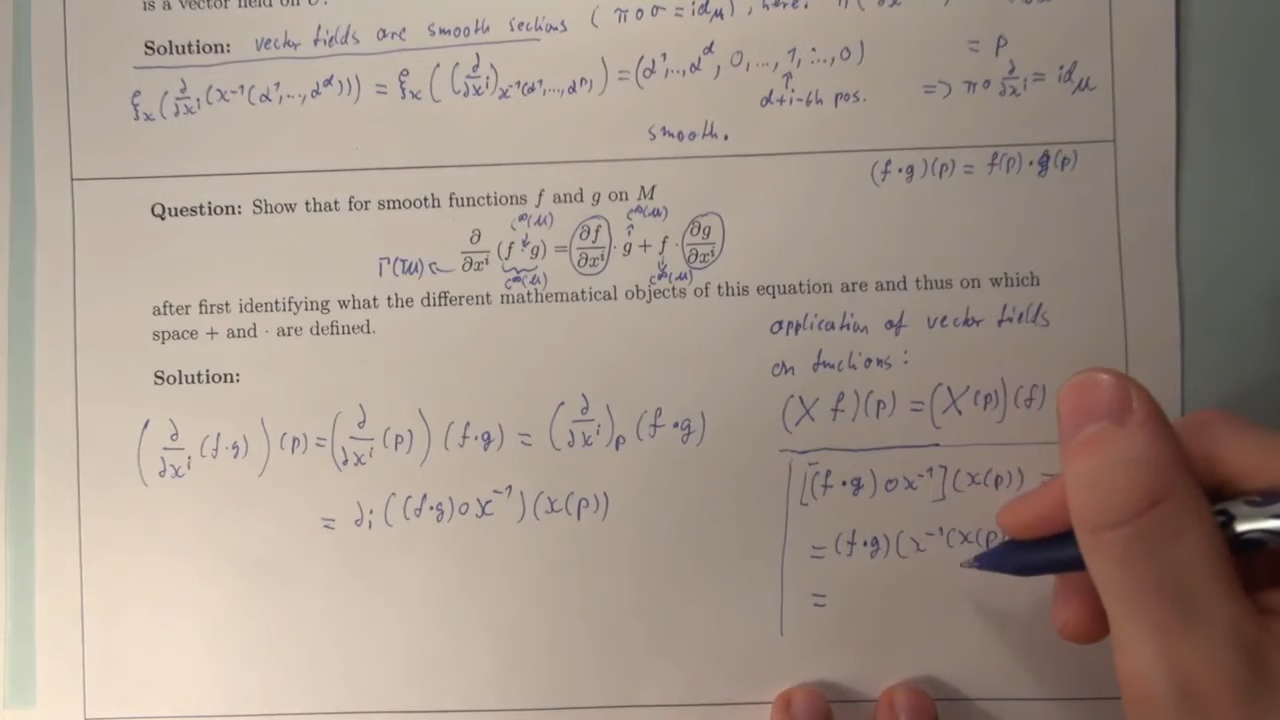 is a vector field on U.
Solution: vector fields are smooth sections (π∘σ = id_M), here:
ξ_x(∂/∂x^i (x⁻¹(α¹,...,α^d))) = ξ_x((∂/∂x^i)_{x⁻¹(α¹,...,α^d)}) = (α¹,...,α^d, 0,...,1,...,0)
= p
↑
d+i-th pos.
=> π∘∂/∂x^i = id_M
smooth.
(f·g)(p) = f(p)·g(p)
Question: Show that for smooth functions f and g on M
C^∞(M) C^∞(M)
∂/∂x^i (f·g) = ∂f/∂x^i · g + f · ∂g/∂x^i
Γ(TU) C^∞(M) C^∞(M)
after first identifying what the different mathematical objects of this equation are and thus on which
space + and · are defined.
application of vector fields
on functions:
Solution:
(X f)(p) = (X(p))(f)
(∂/∂x^i (f·g))(p) = (∂/∂x^i (p))(f·g) = (∂/∂x^i)_p (f·g)
= ∂_i((f·g)∘x⁻¹)(x(p))
[(f·g)∘x⁻¹](x(p)) =
= (f·g)(x⁻¹(x(p
=